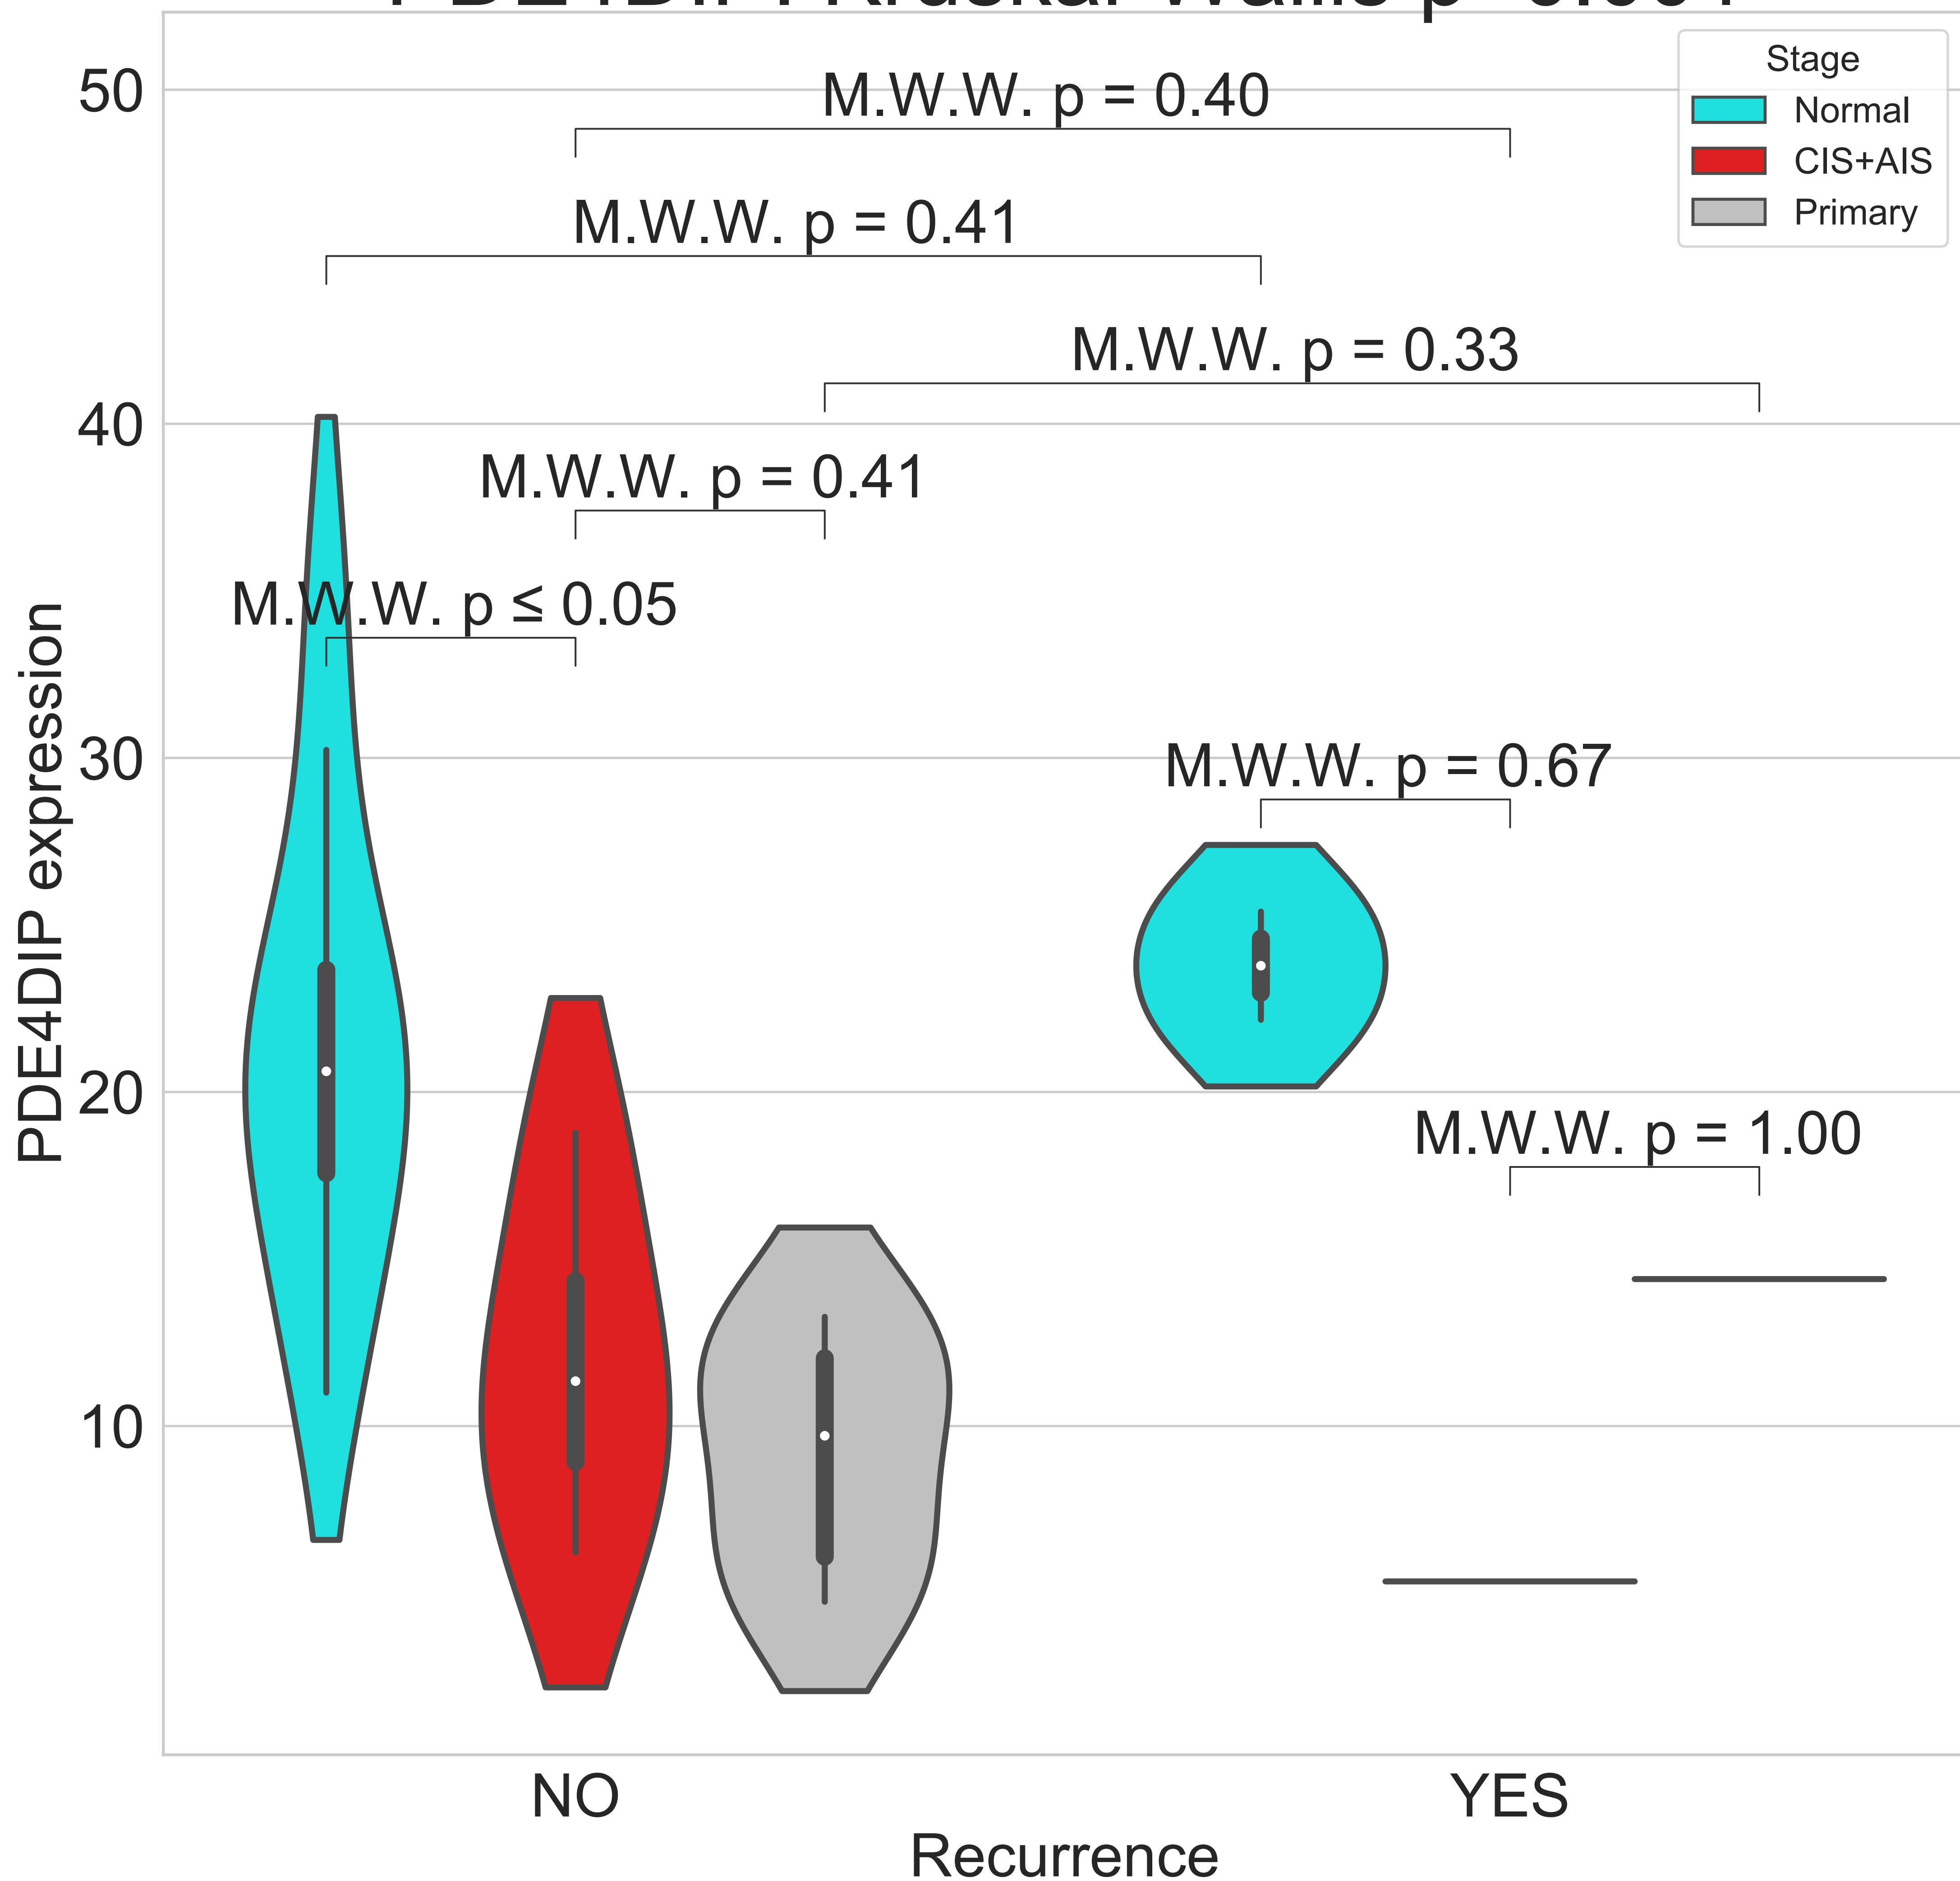 Stage
Normal
CIS+AIS
Primary
M.W.W. p = 0.40
M.W.W. p = 0.41
M.W.W. p = 0.33
M.W.W. p = 0.41
M.W.W. p ≤ 0.05
M.W.W. p = 0.67
M.W.W. p = 1.00
50
40
30
20
10
PDE4DIP expression
NO
YES
Recurrence